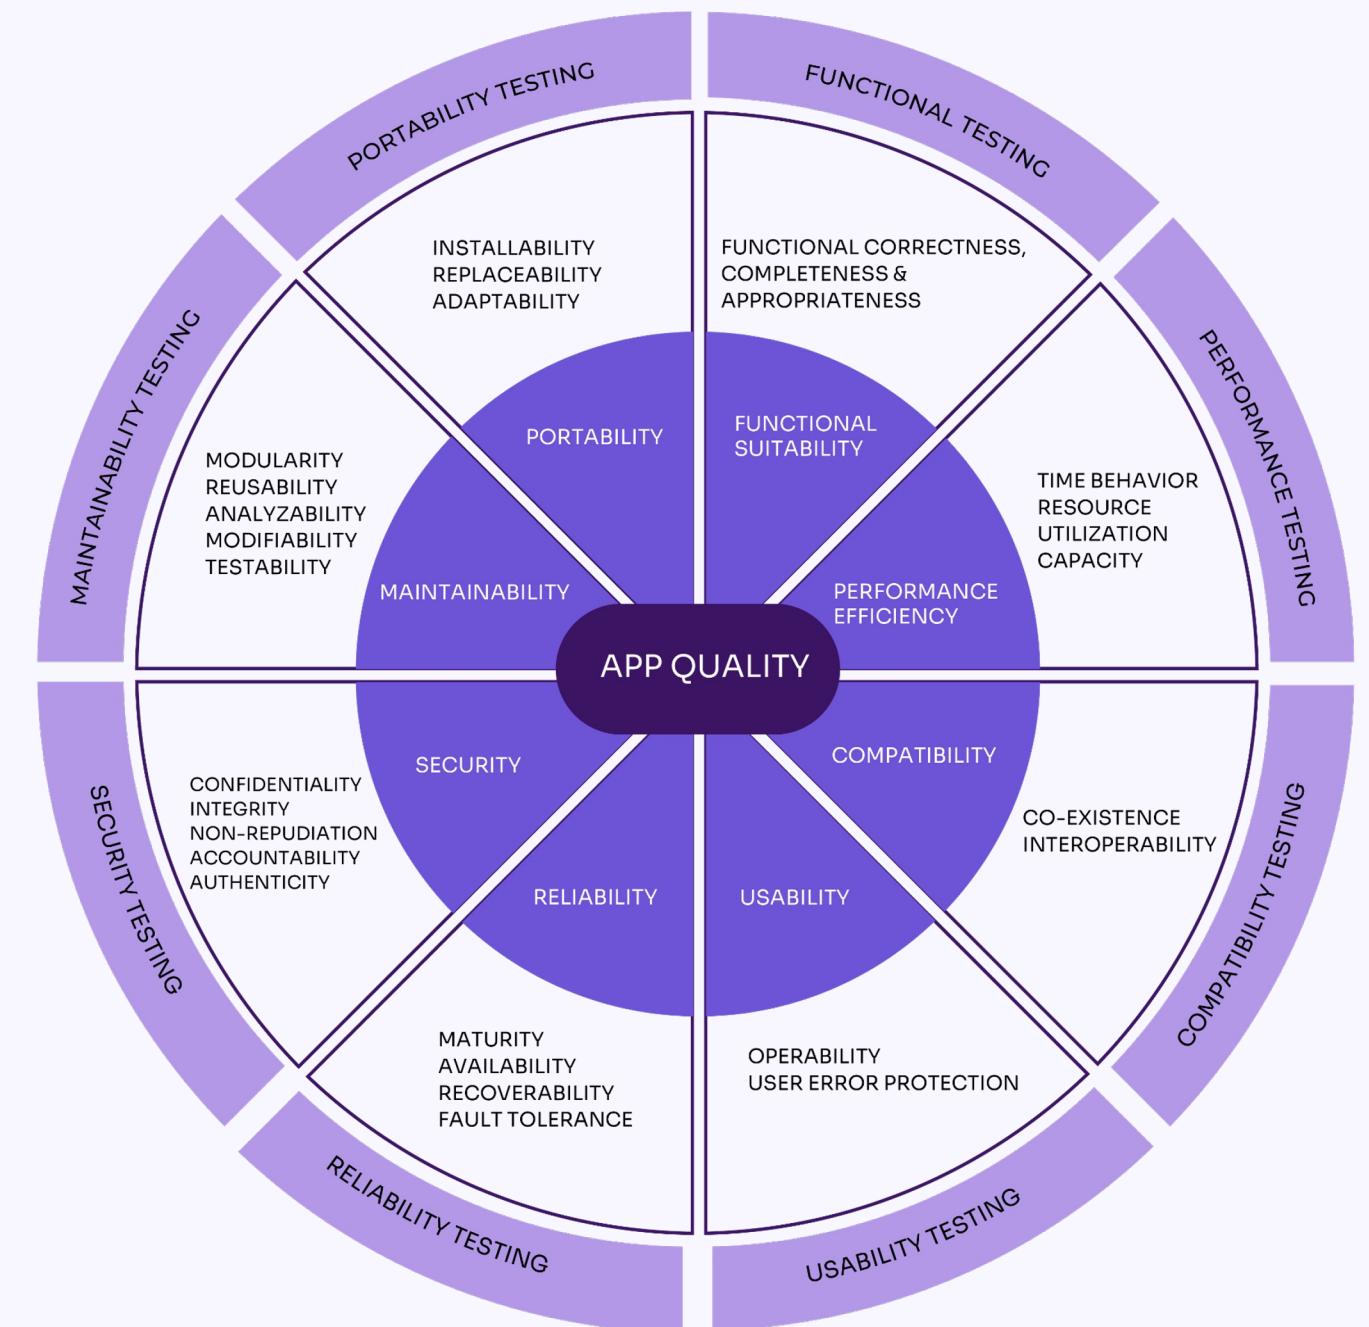 PORTABILITY TESTING
FUNCTIONAL TESTING
INSTALLABILITY
REPLACEABILITY
ADAPTABILITY
FUNCTIONAL CORRECTNESS,
COMPLETENESS &
APPROPRIATENESS
MAINTAINABILITY TESTING
PERFORMANCE TESTING
PORTABILITY
FUNCTIONAL
SUITABILITY
MODULARITY
REUSABILITY
ANALYZABILITY
MODIFIABILITY
TESTABILITY
TIME BEHAVIOR
RESOURCE
UTILIZATION
CAPACITY
MAINTAINABILITY
PERFORMANCE
EFFICIENCY
APP QUALITY
SECURITY
COMPATIBILITY
CONFIDENTIALITY
INTEGRITY
NON-REPUDIATION
ACCOUNTABILITY
AUTHENTICITY
CO-EXISTENCE
INTEROPERABILITY
SECURITY TESTING
COMPATIBILITY TESTING
RELIABILITY
USABILITY
MATURITY
AVAILABILITY
RECOVERABILITY
FAULT TOLERANCE
OPERABILITY
USER ERROR PROTECTION
RELIABILITY TESTING
USABILITY TESTING